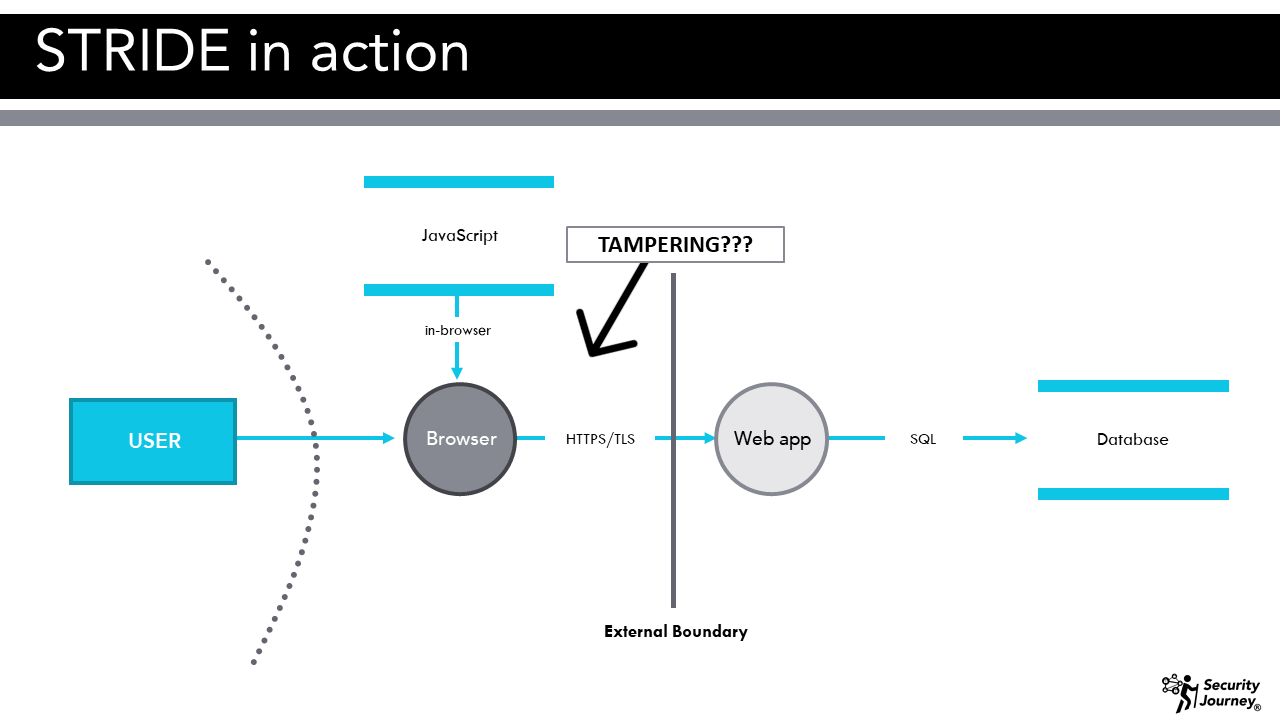 STRIDE in action
JavaScript
TAMPERING???
in-browser
USER
Browser
HTTPS/TLS
Web app
SQL
Database
External Boundary
Security
Journey®